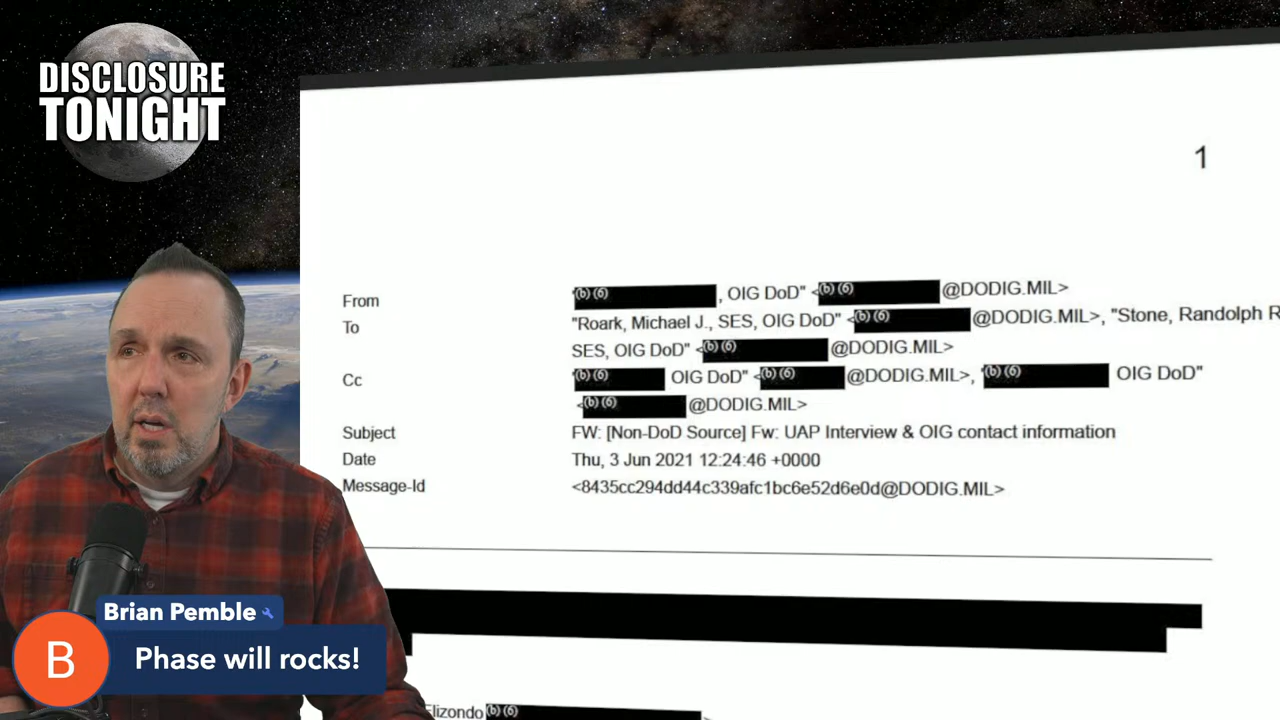 DISCLOSURE
TONIGHT
1
From (b) (6) , OIG DoD" < (b) (6) @DODIG.MIL>
To "Roark, Michael J., SES, OIG DoD" < (b) (6) @DODIG.MIL>, "Stone, Randolph R
SES, OIG DoD" < (b) (6) @DODIG.MIL>
Cc (b) (6) OIG DoD" < (b) (6) @DODIG.MIL>, (b) (6) OIG DoD"
< (b) (6) @DODIG.MIL>
Subject FW: [Non-DoD Source] Fw: UAP Interview & OIG contact information
Date Thu, 3 Jun 2021 12:24:46 +0000
Message-Id <8435cc294dd44c339afc1bc6e52d6e0d@DODIG.MIL>
Brian Pemble
B
Phase will rocks!
Elizondo (b) (6)